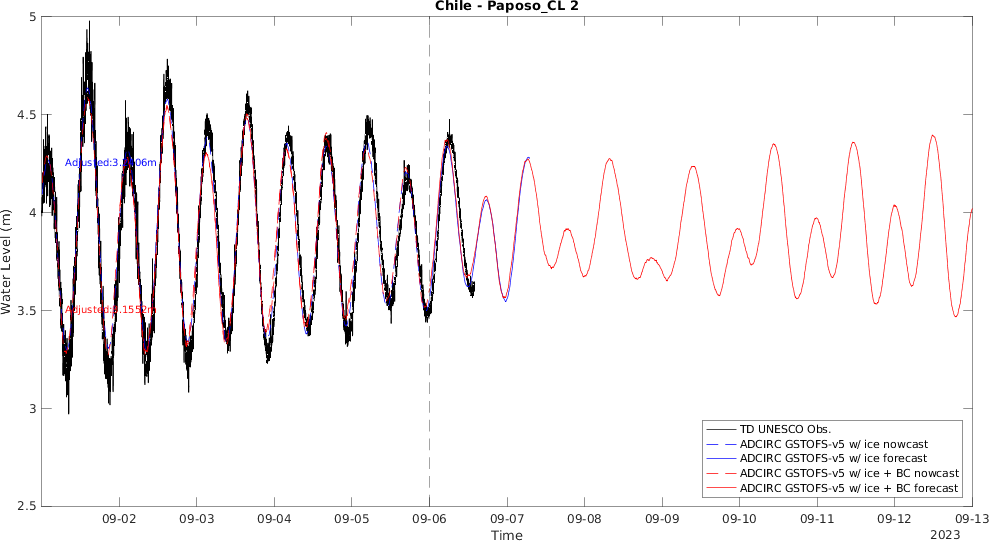 Chile - Paposo_CL 2
5
4.5
4
3.5
3
2.5
Water Level (m)
TD UNESCO Obs.
ADCIRC GSTOFS-v5 w/ ice nowcast
ADCIRC GSTOFS-v5 w/ ice forecast
ADCIRC GSTOFS-v5 w/ ice + BC nowcast
ADCIRC GSTOFS-v5 w/ ice + BC forecast
09-02 09-03 09-04 09-05 09-06 09-07 09-08 09-09 09-10 09-11 09-12 09-13
Time
2023